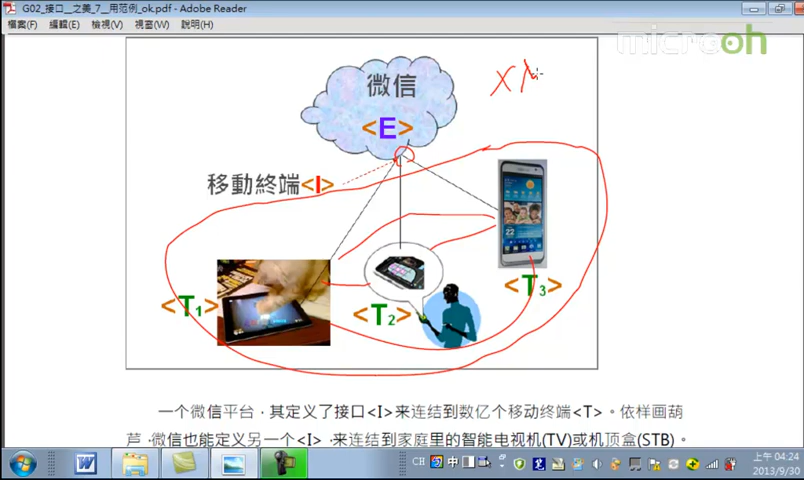 G02_接口__之美_7__用范例_ok.pdf - Adobe Reader
檔案(F) 編輯(E) 檢視(V) 視窗(W) 說明(H)
microoh
微信
<E>
移動終端<I>
<T1>
<T2>
<T3>
一个微信平台，其定义了接口<I>来连结到数亿个移动终端<T>。依样画葫
芦，微信也能定义另一个<I>，来连结到家庭里的智能电视机(TV)或机顶盒(STB)。
CH 中
上午 04:24
2013/9/30